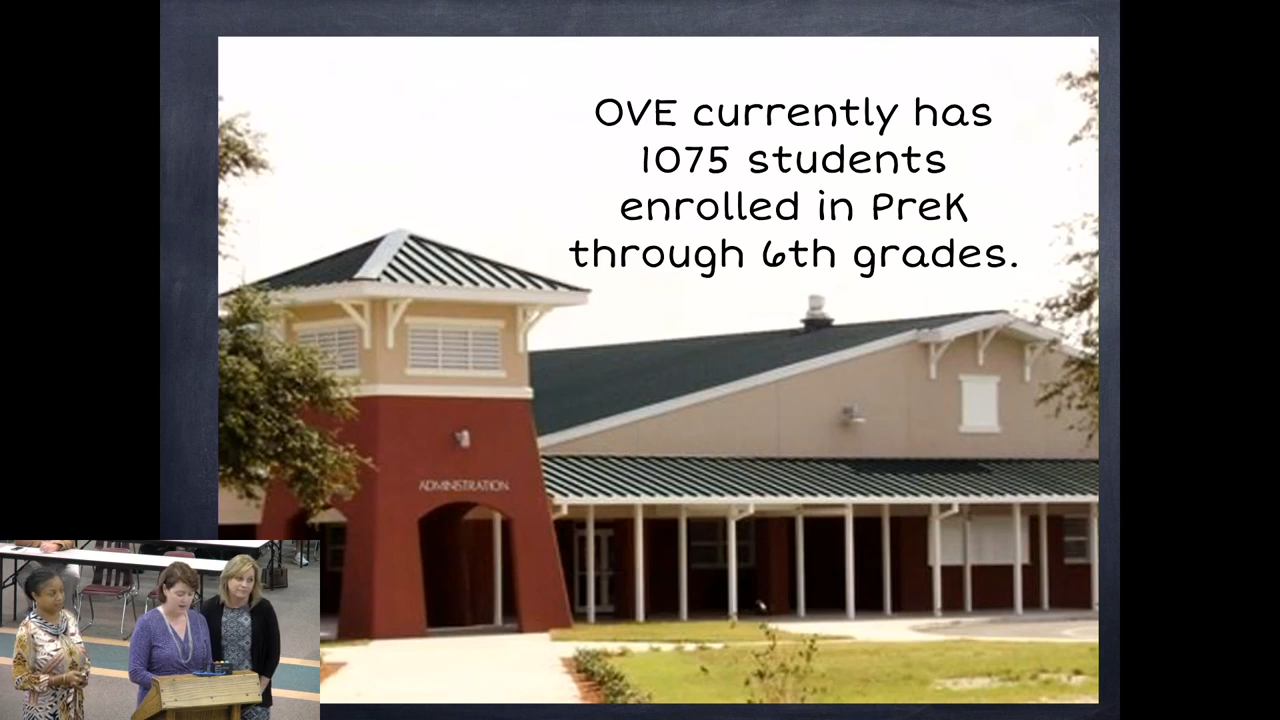 OVE currently has
1075 students
enrolled in PreK
through 6th grades.
ADMINISTRATION